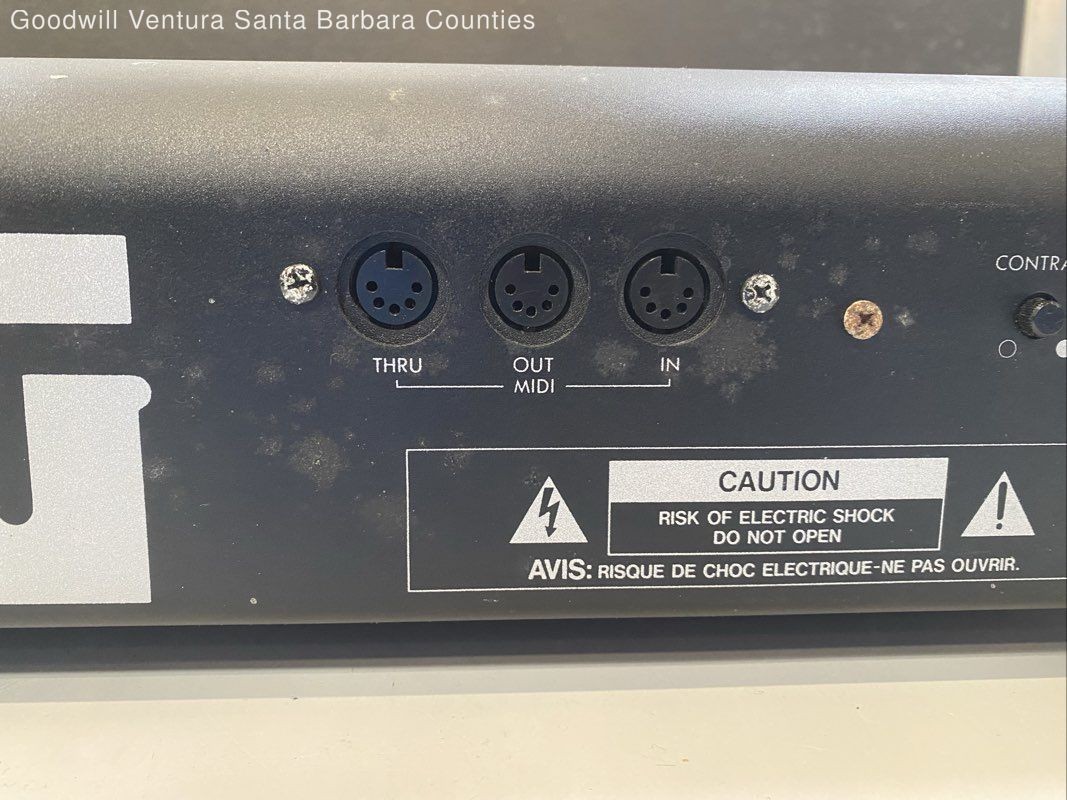 Goodwill Ventura Santa Barbara Counties
CONTRA
THRU OUT IN
MIDI
CAUTION
RISK OF ELECTRIC SHOCK
DO NOT OPEN
AVIS: RISQUE DE CHOC ELECTRIQUE-NE PAS OUVRIR.